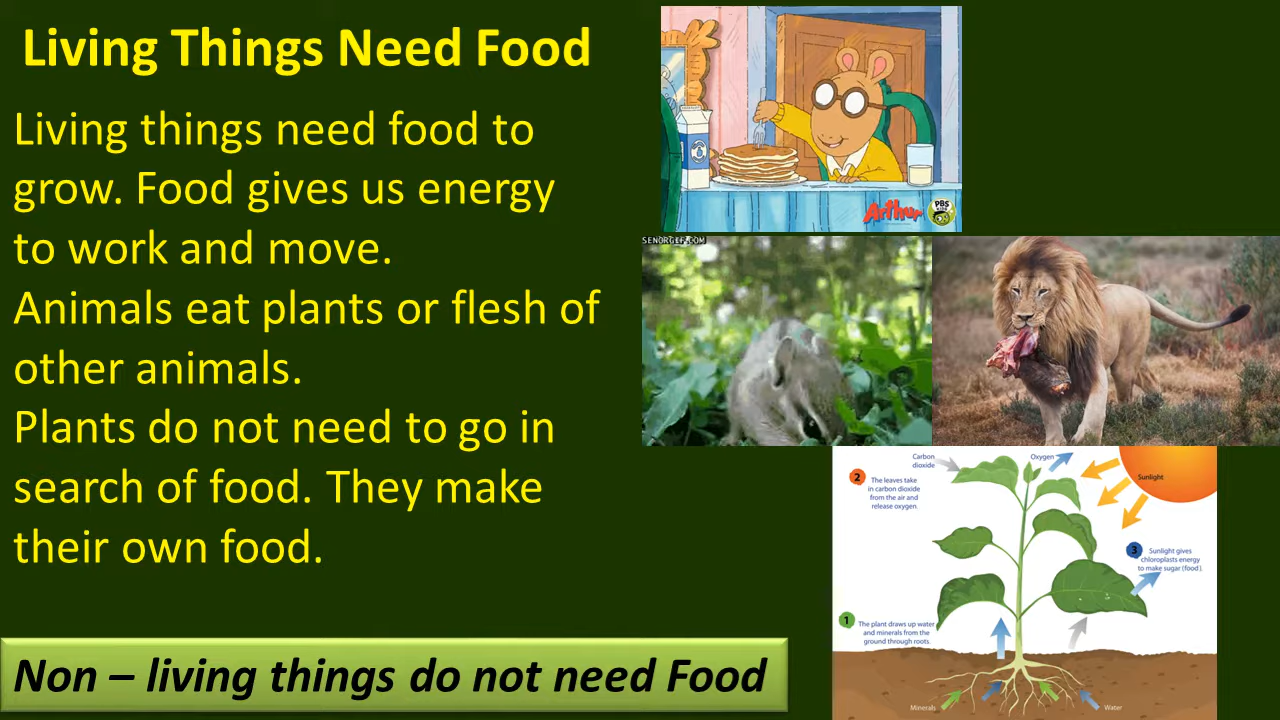 Living Things Need Food
Living things need food to
grow. Food gives us energy
to work and move.
Animals eat plants or flesh of
other animals.
Plants do not need to go in
search of food. They make
their own food.
Non – living things do not need Food
Arthur
PBS
KIDS
SENORGIF.COM
Carbon
dioxide
Oxygen
Sunlight
2
The leaves take
in carbon dioxide
from the air and
release oxygen.
3
Sunlight gives
chloroplasts energy
to make sugar (food).
1
The plant draws up water
and minerals from the
ground through roots.
Minerals
Water